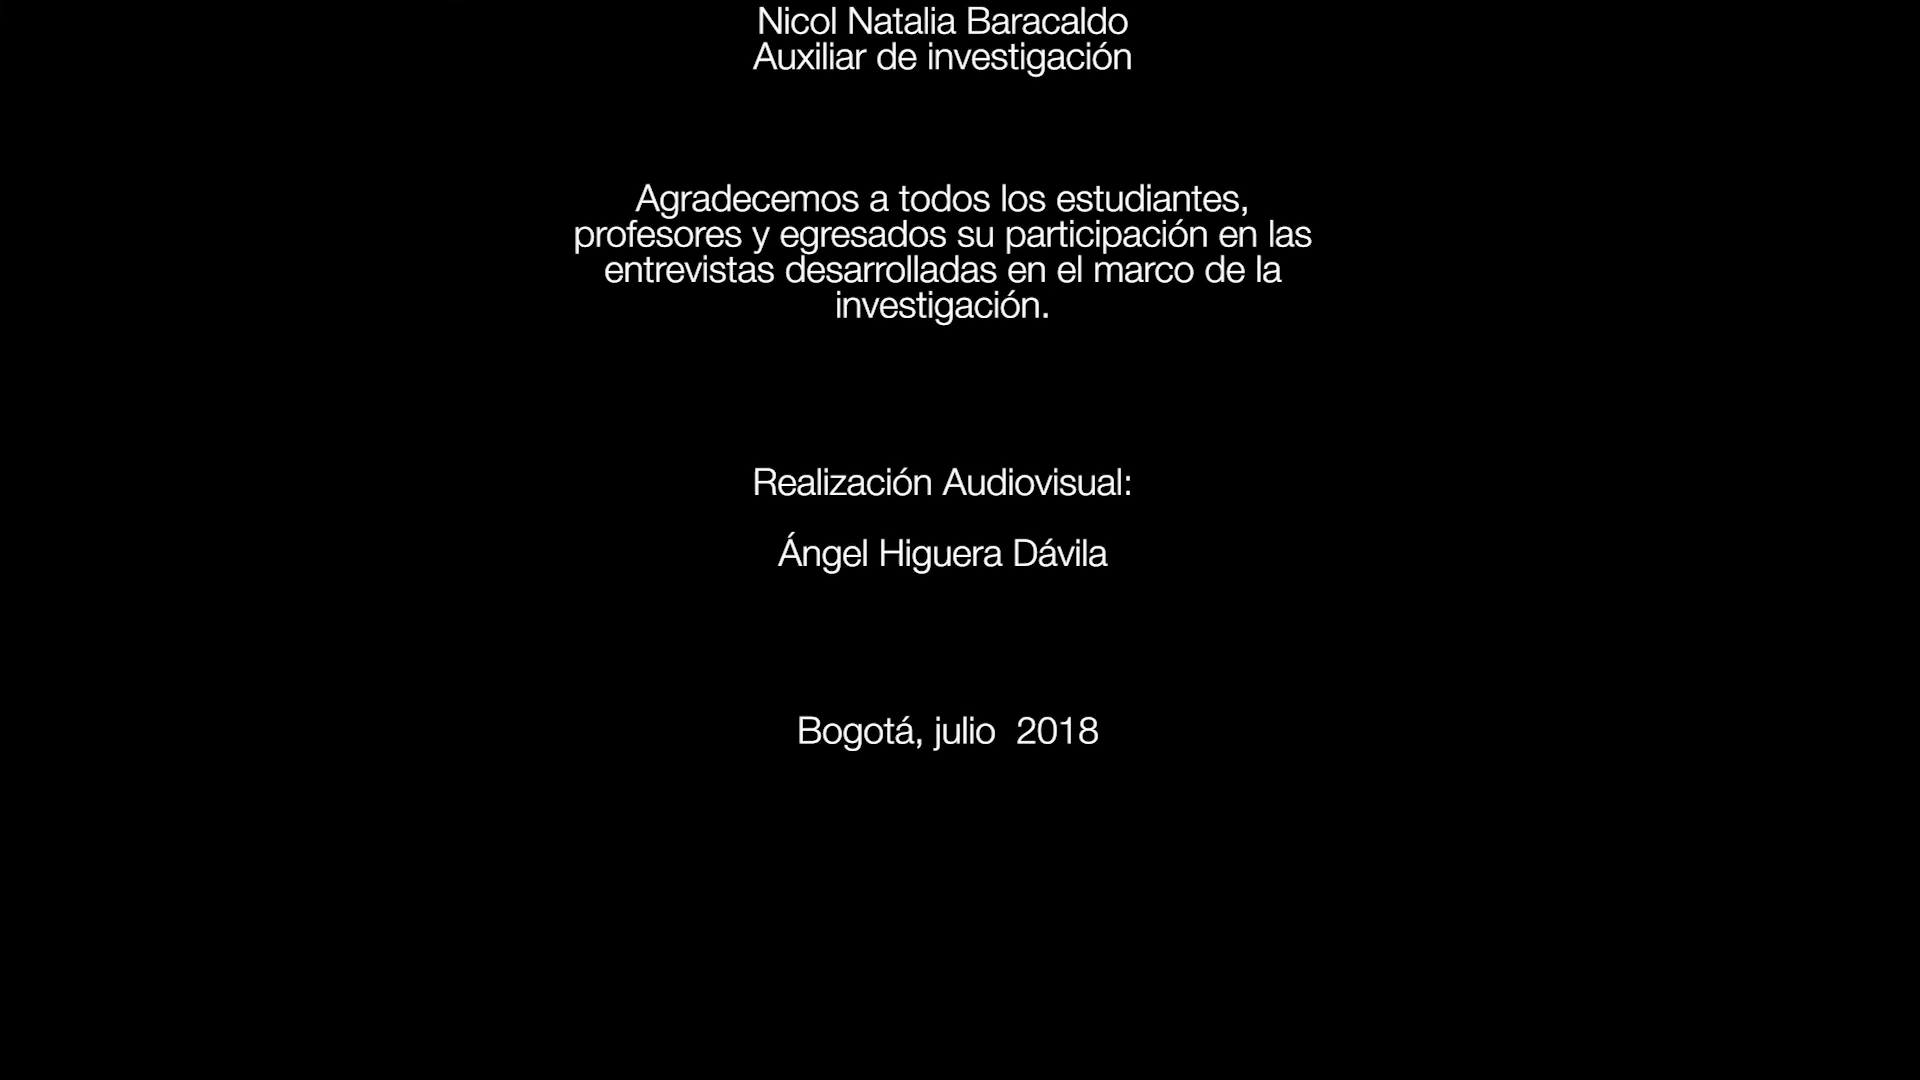 Nicol Natalia Baracaldo
Auxiliar de investigación
Agradecemos a todos los estudiantes,
profesores y egresados su participación en las
entrevistas desarrolladas en el marco de la
investigación.
Realización Audiovisual:
Ángel Higuera Dávila
Bogotá, julio  2018